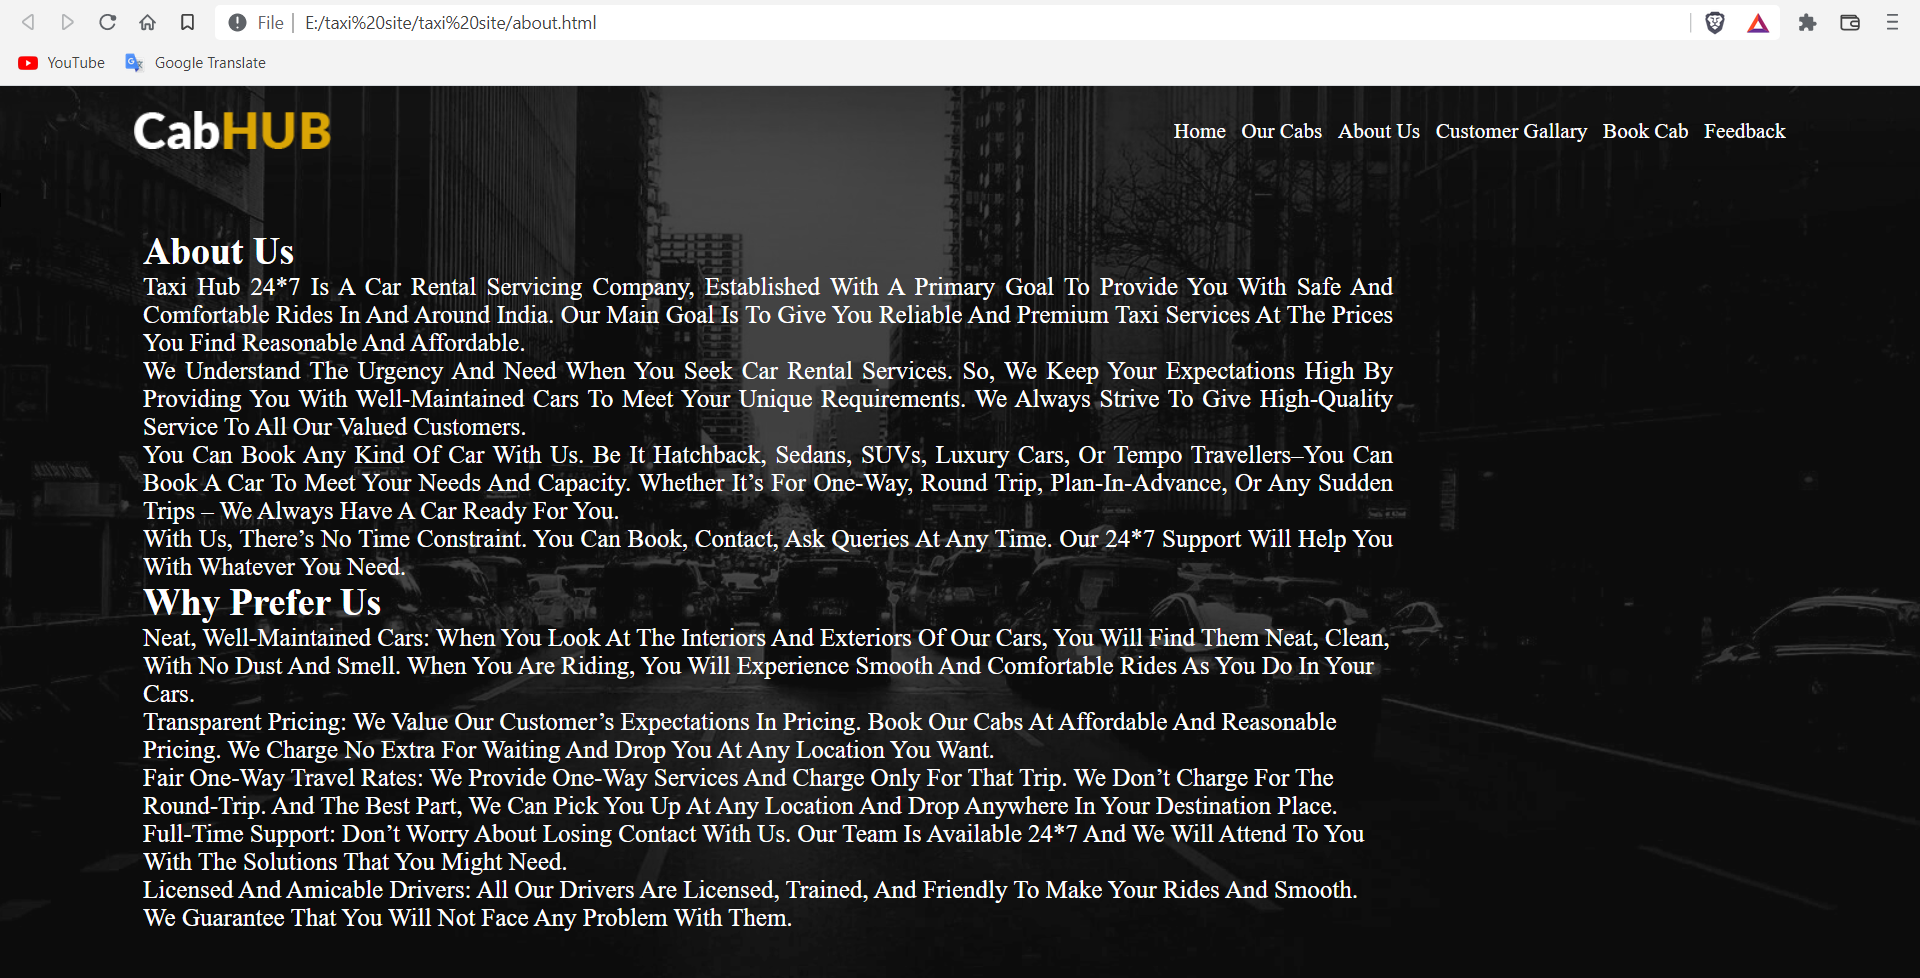 File | E:/taxi%20site/taxi%20site/about.html
YouTube Google Translate
CabHUB
Home Our Cabs About Us Customer Gallary Book Cab Feedback
About Us
Taxi Hub 24*7 Is A Car Rental Servicing Company, Established With A Primary Goal To Provide You With Safe And
Comfortable Rides In And Around India. Our Main Goal Is To Give You Reliable And Premium Taxi Services At The Prices
You Find Reasonable And Affordable.
We Understand The Urgency And Need When You Seek Car Rental Services. So, We Keep Your Expectations High By
Providing You With Well-Maintained Cars To Meet Your Unique Requirements. We Always Strive To Give High-Quality
Service To All Our Valued Customers.
You Can Book Any Kind Of Car With Us. Be It Hatchback, Sedans, SUVs, Luxury Cars, Or Tempo Travellers–You Can
Book A Car To Meet Your Needs And Capacity. Whether It’s For One-Way, Round Trip, Plan-In-Advance, Or Any Sudden
Trips – We Always Have A Car Ready For You.
With Us, There’s No Time Constraint. You Can Book, Contact, Ask Queries At Any Time. Our 24*7 Support Will Help You
With Whatever You Need.
Why Prefer Us
Neat, Well-Maintained Cars: When You Look At The Interiors And Exteriors Of Our Cars, You Will Find Them Neat, Clean,
With No Dust And Smell. When You Are Riding, You Will Experience Smooth And Comfortable Rides As You Do In Your
Cars.
Transparent Pricing: We Value Our Customer’s Expectations In Pricing. Book Our Cabs At Affordable And Reasonable
Pricing. We Charge No Extra For Waiting And Drop You At Any Location You Want.
Fair One-Way Travel Rates: We Provide One-Way Services And Charge Only For That Trip. We Don’t Charge For The
Round-Trip. And The Best Part, We Can Pick You Up At Any Location And Drop Anywhere In Your Destination Place.
Full-Time Support: Don’t Worry About Losing Contact With Us. Our Team Is Available 24*7 And We Will Attend To You
With The Solutions That You Might Need.
Licensed And Amicable Drivers: All Our Drivers Are Licensed, Trained, And Friendly To Make Your Rides And Smooth.
We Guarantee That You Will Not Face Any Problem With Them.